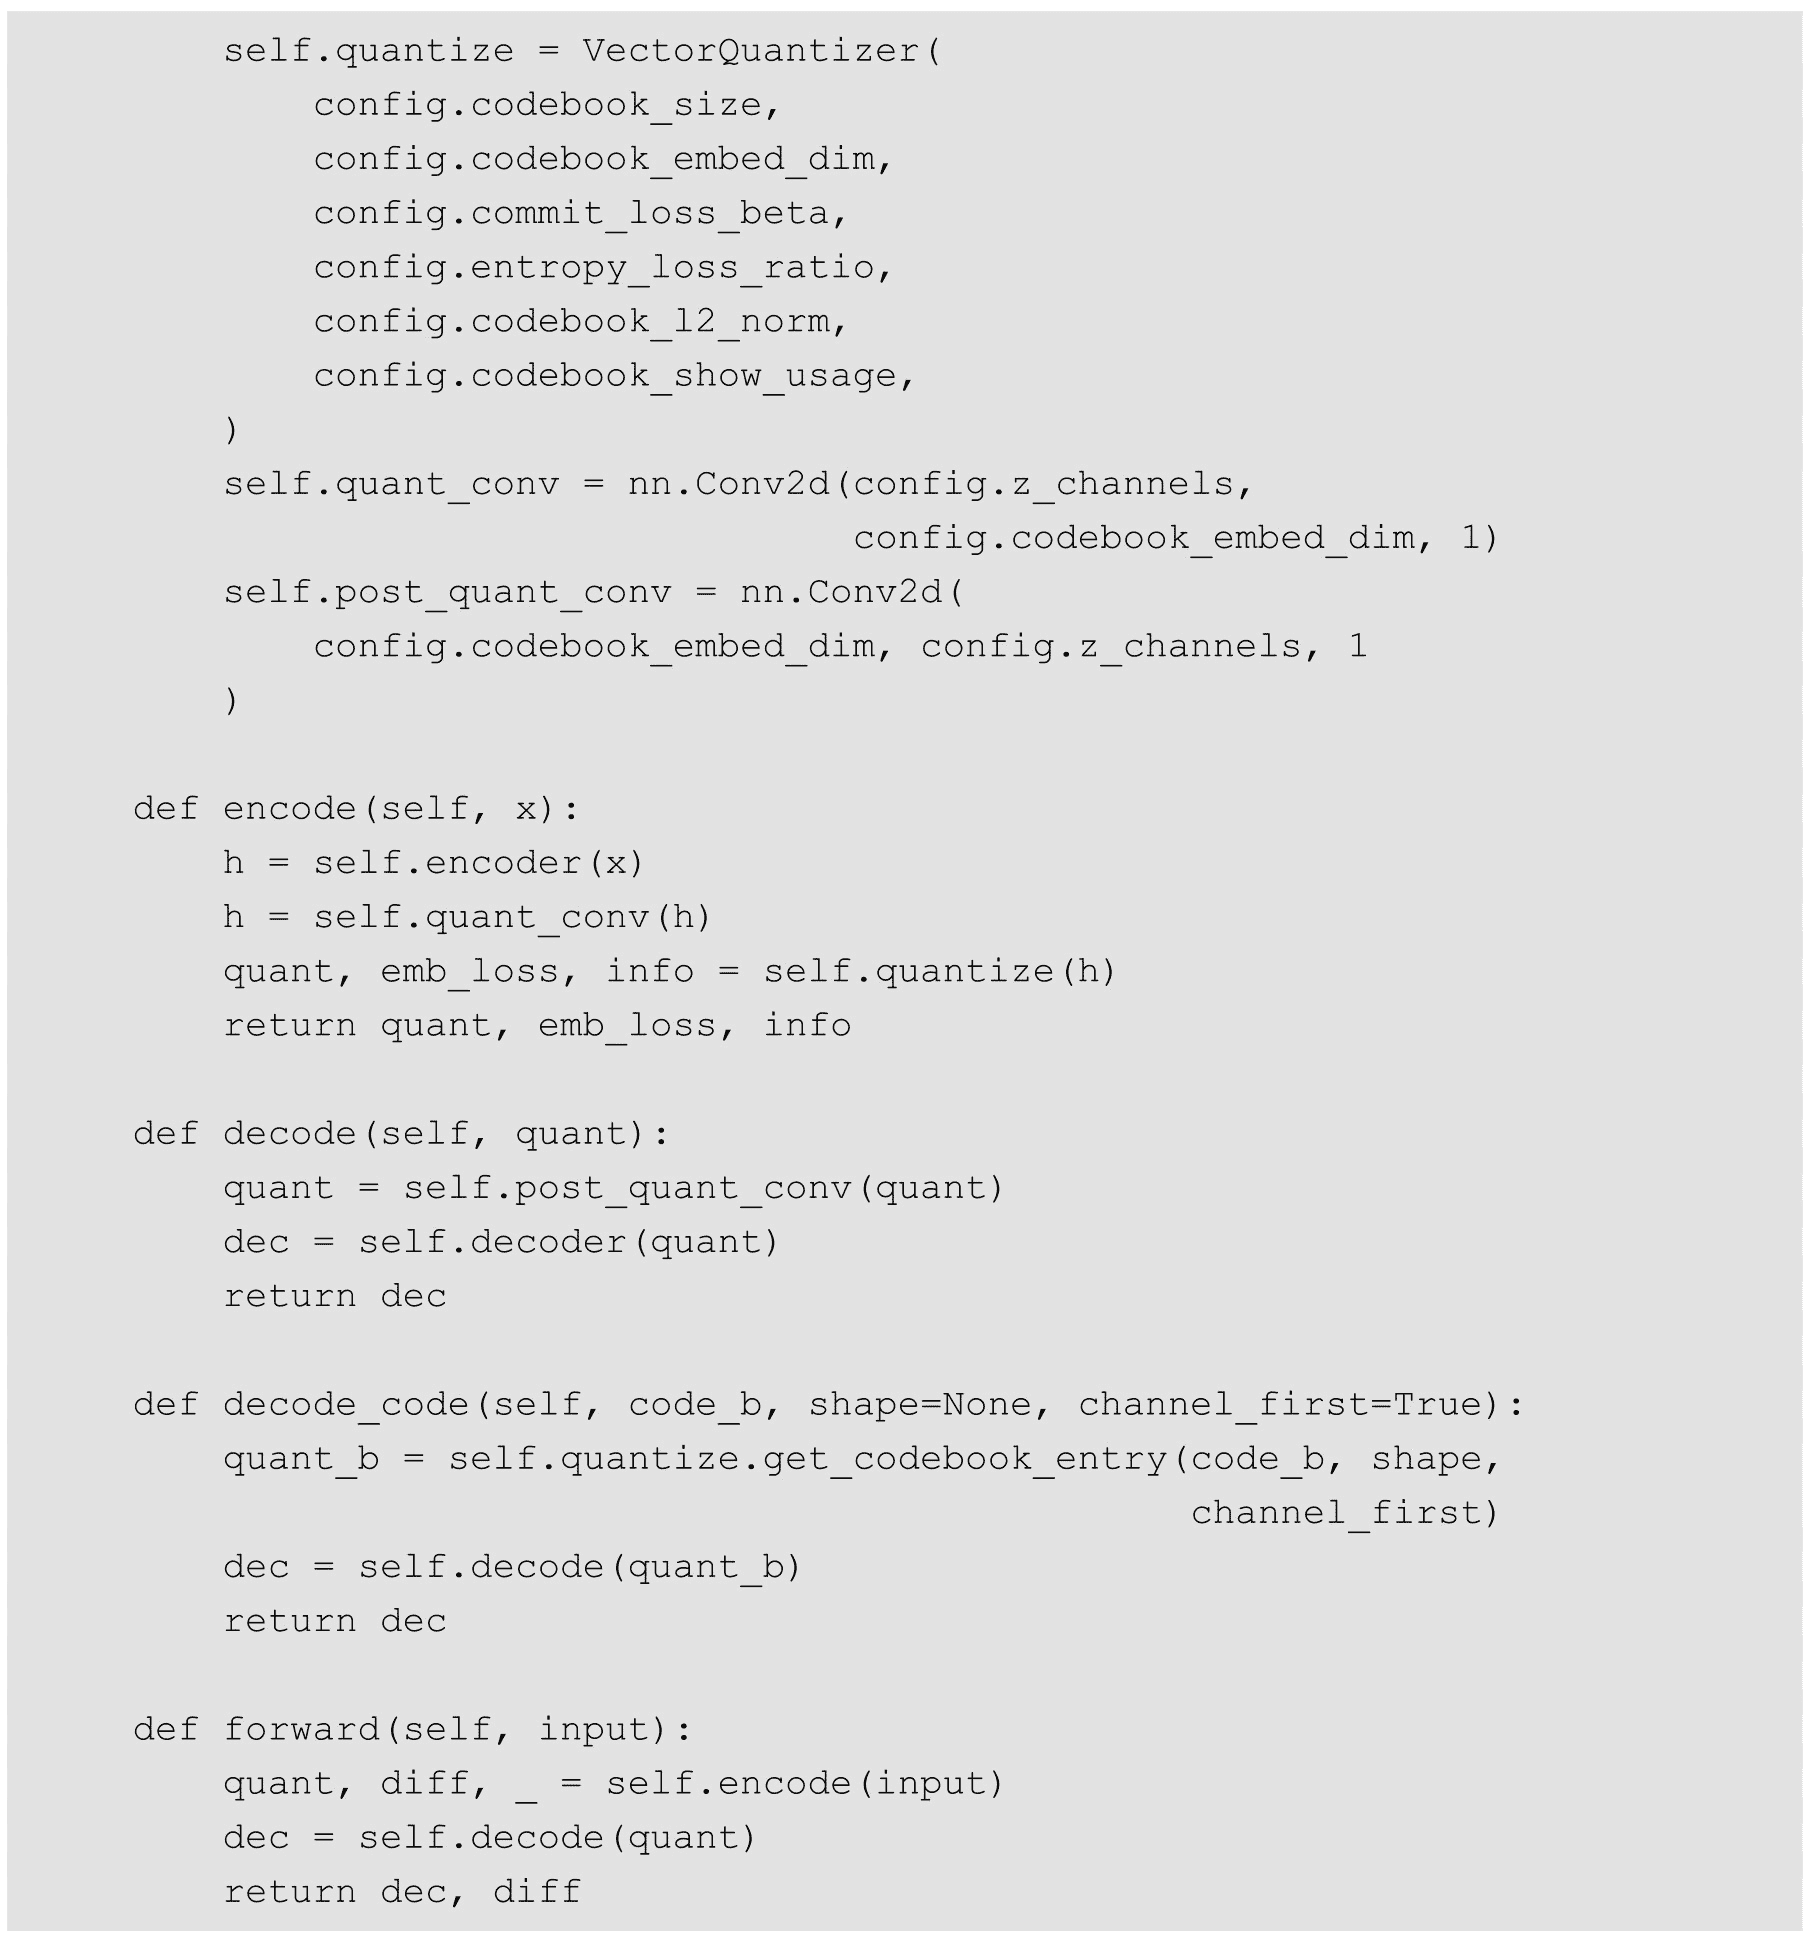 self.quantize = VectorQuantizer(
            config.codebook_size,
            config.codebook_embed_dim,
            config.commit_loss_beta,
            config.entropy_loss_ratio,
            config.codebook_l2_norm,
            config.codebook_show_usage,
        )
        self.quant_conv = nn.Conv2d(config.z_channels,
                                    config.codebook_embed_dim, 1)
        self.post_quant_conv = nn.Conv2d(
            config.codebook_embed_dim, config.z_channels, 1
        )

    def encode(self, x):
        h = self.encoder(x)
        h = self.quant_conv(h)
        quant, emb_loss, info = self.quantize(h)
        return quant, emb_loss, info

    def decode(self, quant):
        quant = self.post_quant_conv(quant)
        dec = self.decoder(quant)
        return dec

    def decode_code(self, code_b, shape=None, channel_first=True):
        quant_b = self.quantize.get_codebook_entry(code_b, shape,
                                                   channel_first)
        dec = self.decode(quant_b)
        return dec

    def forward(self, input):
        quant, diff, _ = self.encode(input)
        dec = self.decode(quant)
        return dec, diff